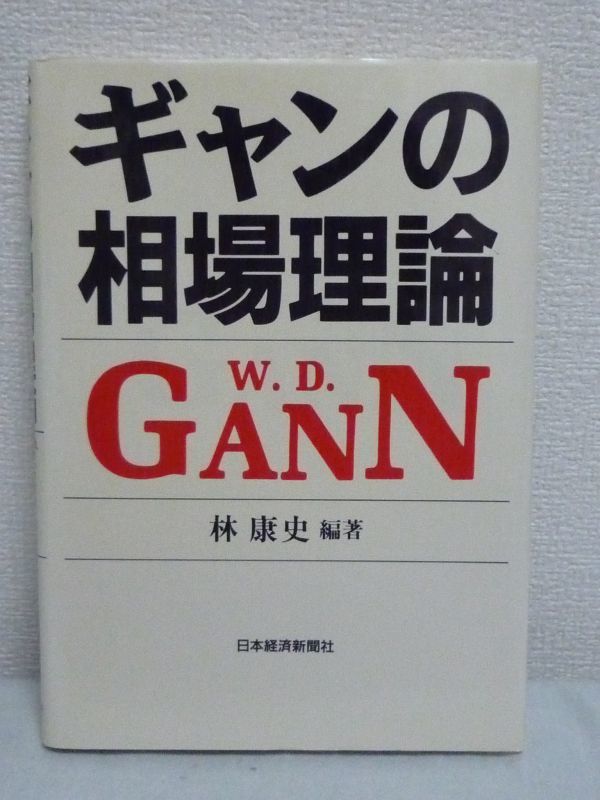 ギャンの
相場理論
W. D.
GANN
林 康史 編著
日本経済新聞社